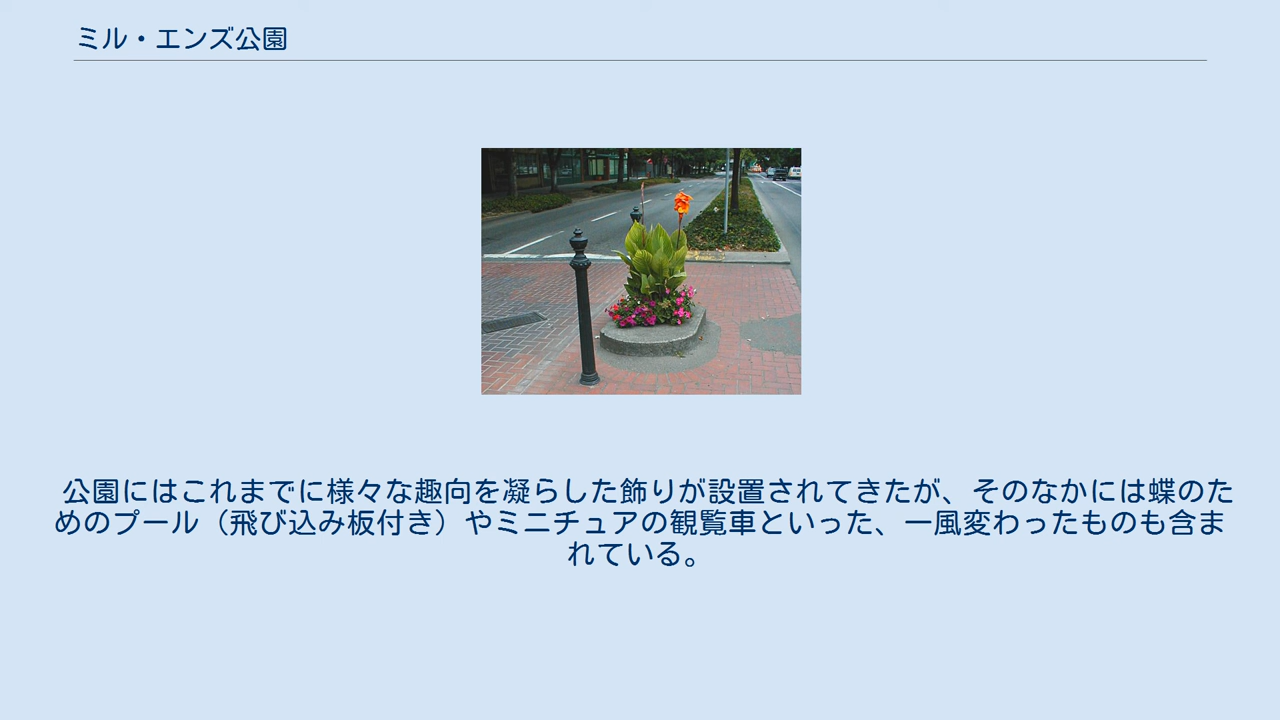 ミル・エンズ公園
公園にはこれまでに様々な趣向を凝らした飾りが設置されてきたが、そのなかには蝶のた
めのプール（飛び込み板付き）やミニチュアの観覧車といった、一風変わったものも含ま
れている。